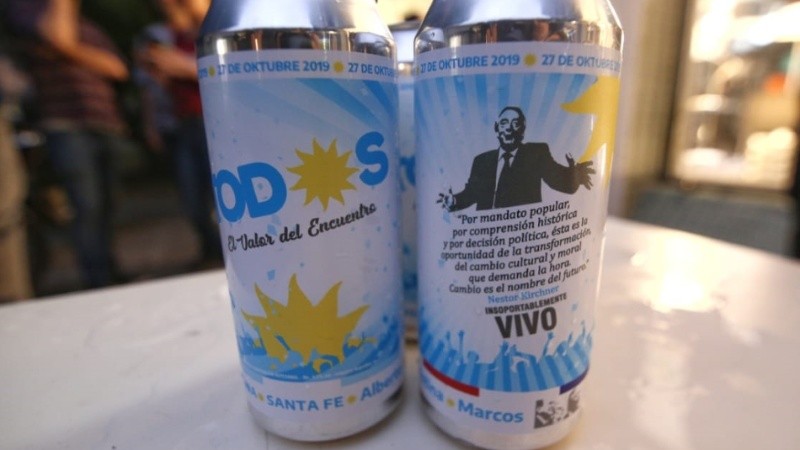 27 DE OKTUBRE 2019 27 DE OKTUBRE 2019
TODOS
El Valor del Encuentro
SANTA FE
27 DE OKTUBRE 2019 27 DE OKTUBRE 2019
"Por mandato popular,
por comprensión histórica
y por decisión política, ésta es la
oportunidad de la transformación,
del cambio cultural y moral
que demanda la hora.
Cambio es el nombre del futuro."
Nestor Kirchner
INSOPORTABLEMENTE
VIVO
Marcos